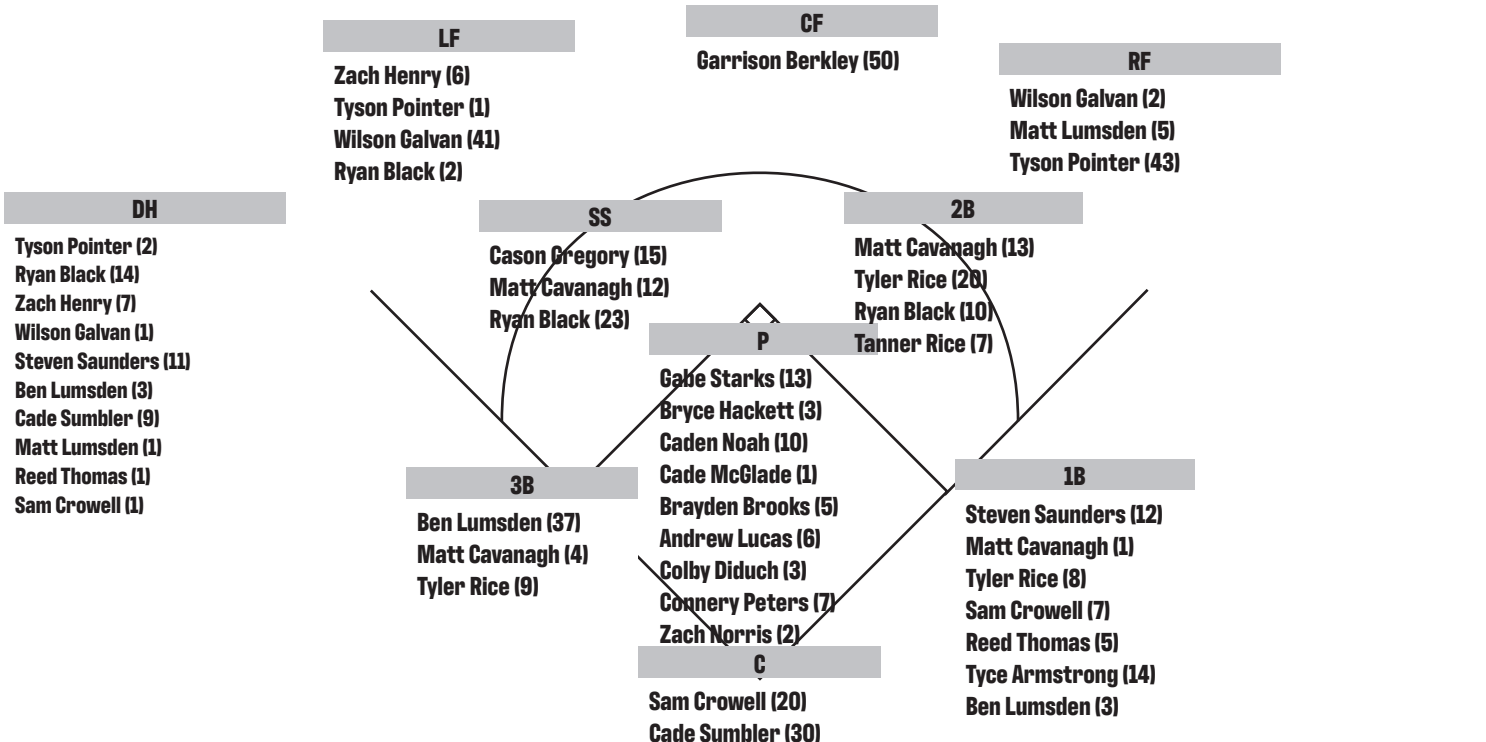 LF
Zach Henry (6)
Tyson Pointer (1)
Wilson Galvan (41)
Ryan Black (2)
CF
Garrison Berkley (50)
RF
Wilson Galvan (2)
Matt Lumsden (5)
Tyson Pointer (43)
DH
Tyson Pointer (2)
Ryan Black (14)
Zach Henry (7)
Wilson Galvan (1)
Steven Saunders (11)
Ben Lumsden (3)
Cade Sumbler (9)
Matt Lumsden (1)
Reed Thomas (1)
Sam Crowell (1)
SS
Cason Gregory (15)
Matt Cavanagh (12)
Ryan Black (23)
2B
Matt Cavanagh (13)
Tyler Rice (20)
Ryan Black (10)
Tanner Rice (7)
P
Gabe Starks (13)
Bryce Hackett (3)
Caden Noah (10)
Cade McGlade (1)
Brayden Brooks (5)
Andrew Lucas (6)
Colby Diduch (3)
Connery Peters (7)
Zach Norris (2)
3B
Ben Lumsden (37)
Matt Cavanagh (4)
Tyler Rice (9)
1B
Steven Saunders (12)
Matt Cavanagh (1)
Tyler Rice (8)
Sam Crowell (7)
Reed Thomas (5)
Tyce Armstrong (14)
Ben Lumsden (3)
C
Sam Crowell (20)
Cade Sumbler (30)